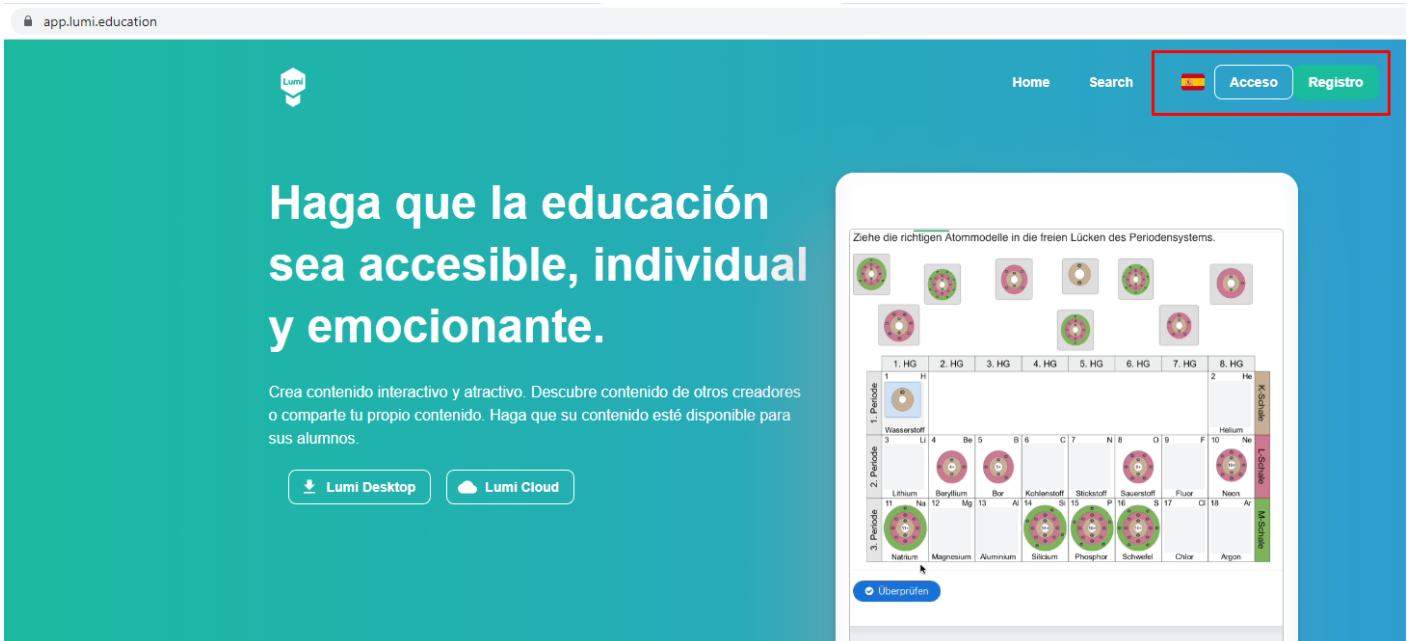 app.lumi.education
Lumi
Home Search Acceso Registro
Haga que la educación
sea accesible, individual
y emocionante.
Crea contenido interactivo y atractivo. Descubre contenido de otros creadores
o comparte tu propio contenido. Haga que su contenido esté disponible para
sus alumnos.
Lumi Desktop Lumi Cloud
Ziehe die richtigen Atommodelle in die freien Lücken des Periodensystems.
1. HG 2. HG 3. HG 4. HG 5. HG 6. HG 7. HG 8. HG
1. Periode
1 H
Wasserstoff
2 He
Helium
K-Schale
2. Periode
3 Li 4 Be 5 B 6 C 7 N 8 O 9 F 10 Ne
Lithium Beryllium Bor Kohlenstoff Stickstoff Sauerstoff Fluor Neon
L-Schale
3. Periode
11 Na 12 Mg 13 Al 14 Si 15 P 16 S 17 Cl 18 Ar
Natrium Magnesium Aluminium Silicium Phosphor Schwefel Chlor Argon
M-Schale
Überprüfen